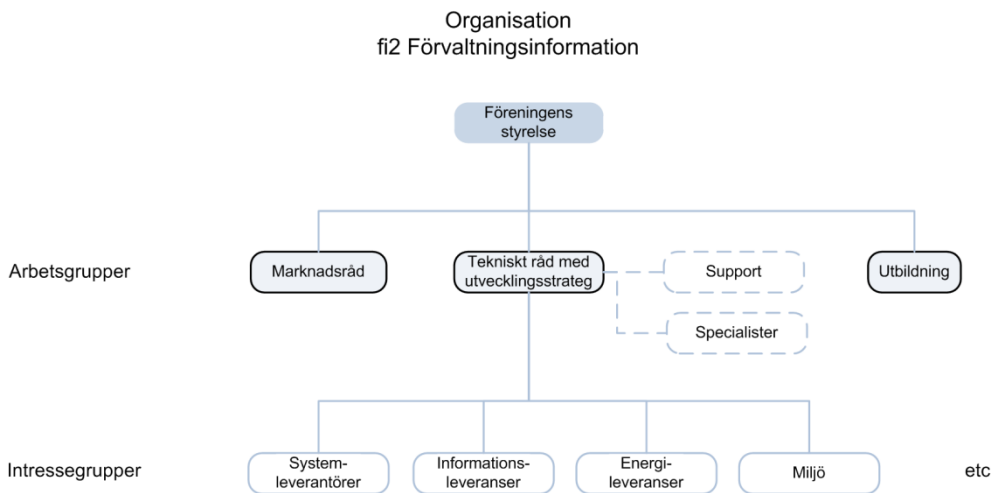 Organisation
fi2 Förvaltningsinformation
Föreningens
styrelse
Arbetsgrupper
Marknadsråd
Tekniskt råd med
utvecklingsstrateg
Support
Utbildning
Specialister
Intressegrupper
System-
leverantörer
Informations-
leveranser
Energi-
leveranser
Miljö
etc